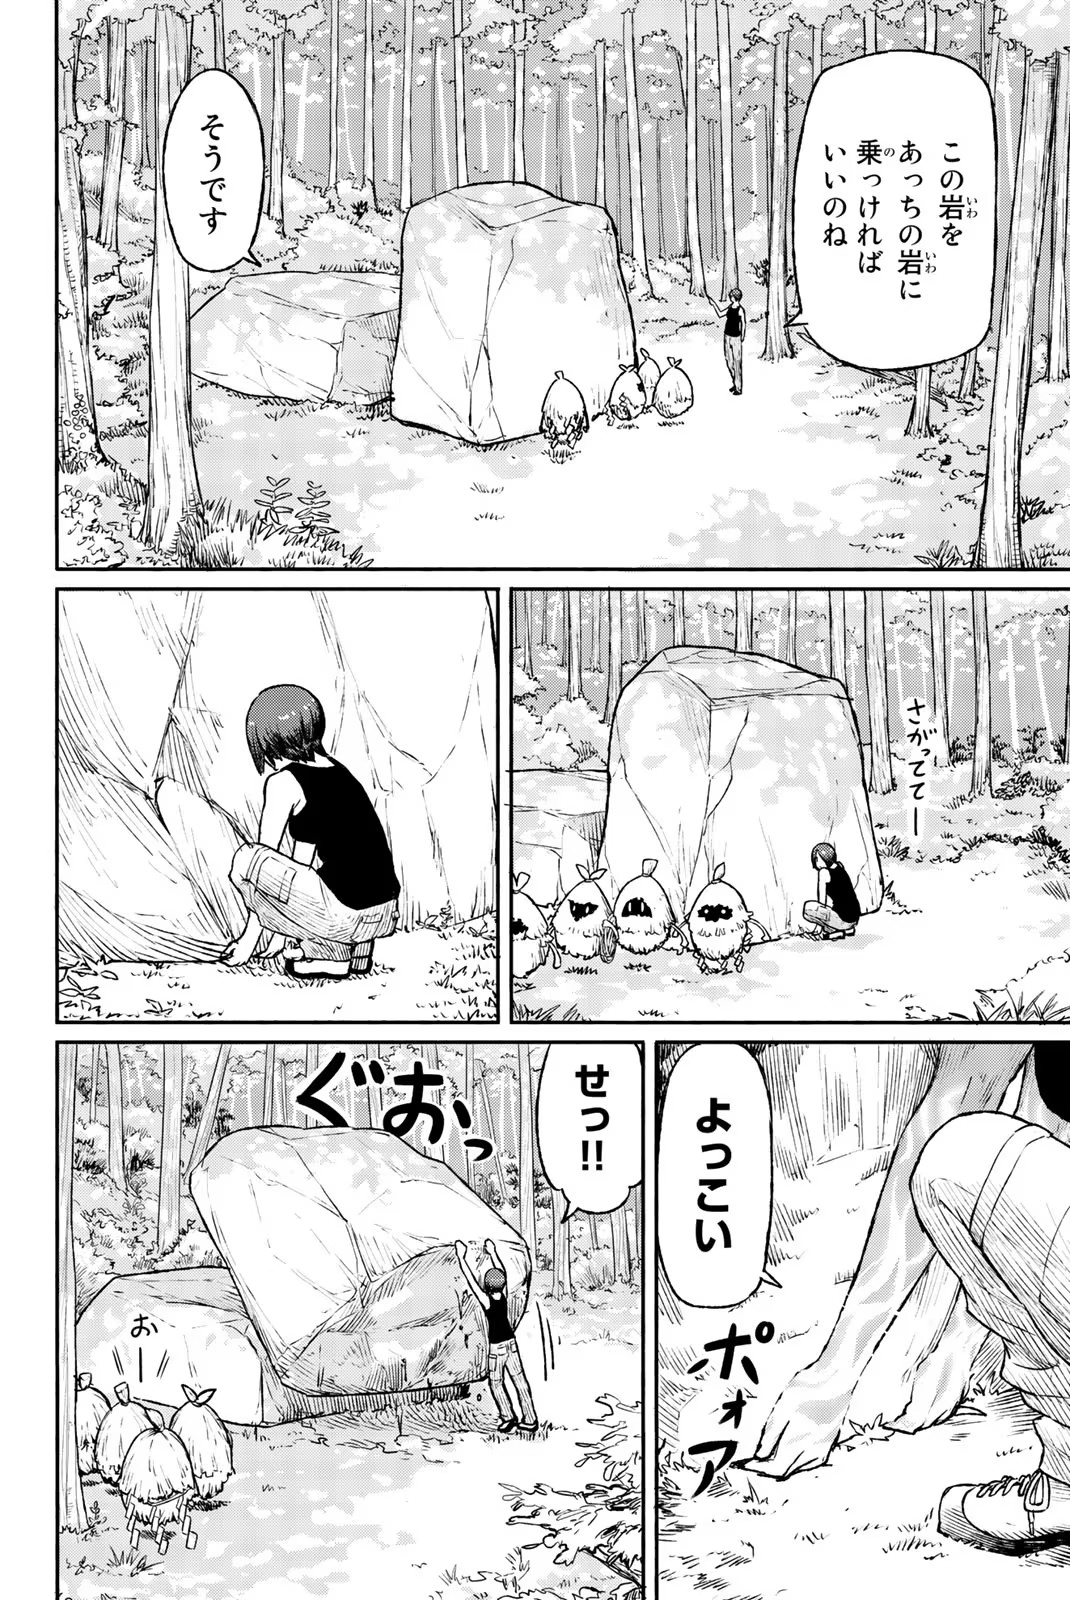 この岩を
あっちの岩に
乗っければ
いいのね
そうです
さがっててー
よっこい
ポォア
せっ!!
ぐおっ
おー